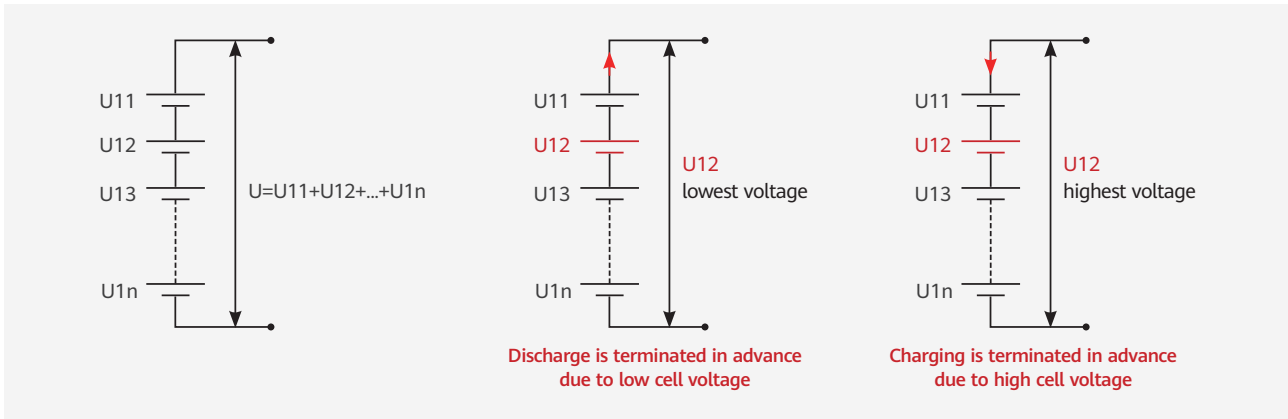 U11
U12
U13
U1n
U=U11+U12+...+U1n
U11
U12
U13
U1n
U12
lowest voltage
Discharge is terminated in advance
due to low cell voltage
U11
U12
U13
U1n
U12
highest voltage
Charging is terminated in advance
due to high cell voltage